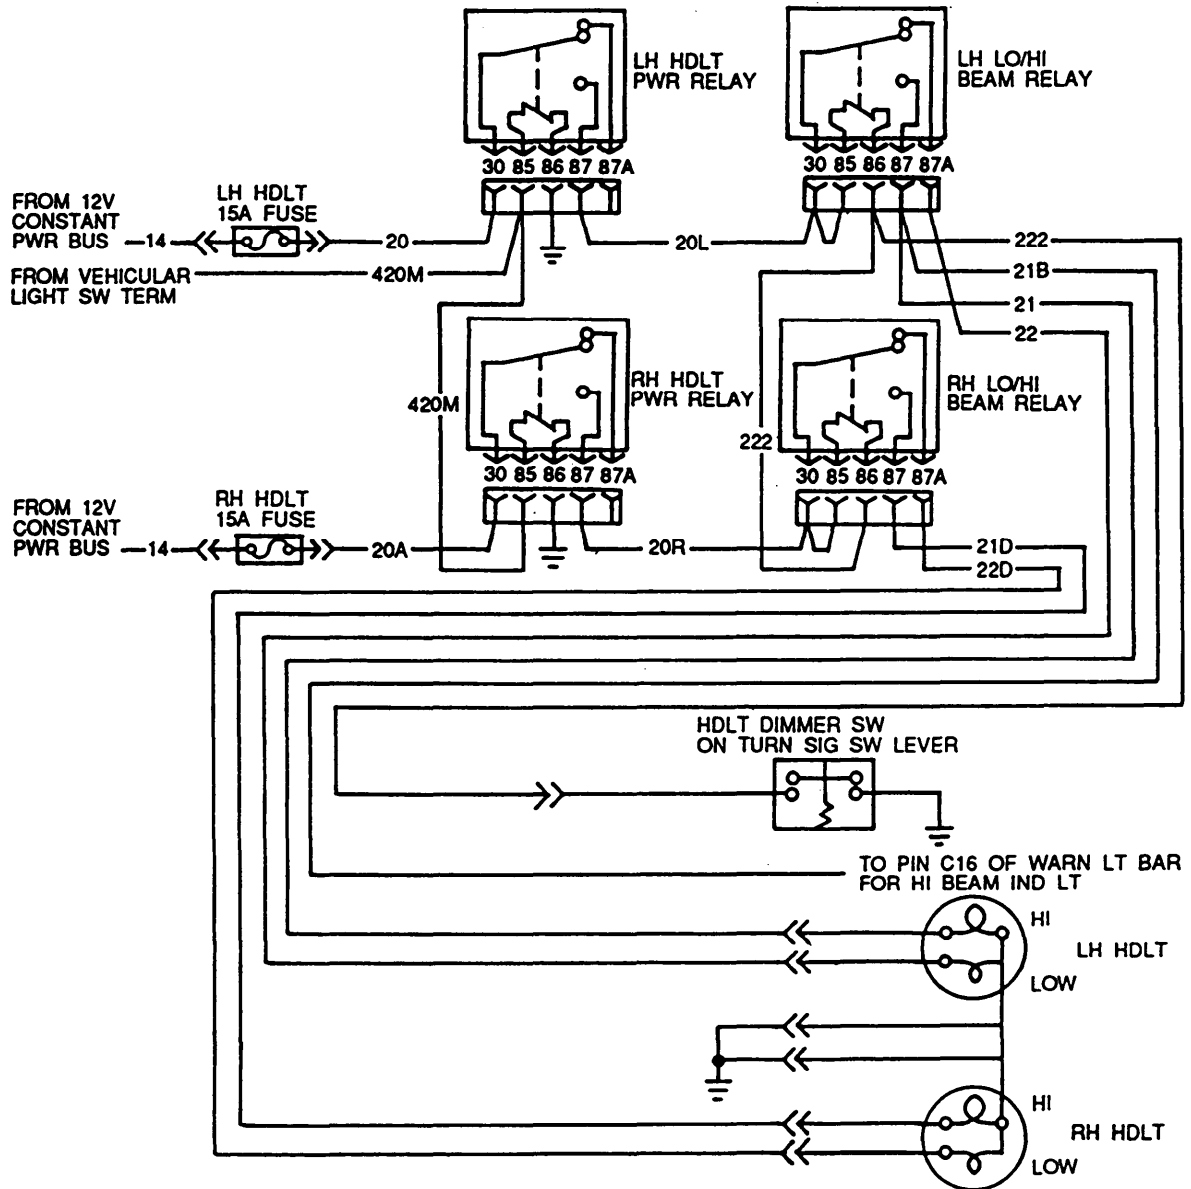 LH HDLT
PWR RELAY
LH LO/HI
BEAM RELAY
30 85 86 87 87A
30 85 86 87 87A
FROM 12V
CONSTANT
PWR BUS
14
LH HDLT
15A FUSE
20
20L
222
FROM VEHICULAR
LIGHT SW TERM
420M
21B
21
22
RH HDLT
PWR RELAY
RH LO/HI
BEAM RELAY
420M
222
30 85 86 87 87A
30 85 86 87 87A
FROM 12V
CONSTANT
PWR BUS
14
RH HDLT
15A FUSE
20A
20R
21D
22D
HDLT DIMMER SW
ON TURN SIG SW LEVER
TO PIN C16 OF WARN LT BAR
FOR HI BEAM IND LT
HI
LH HDLT
LOW
HI
RH HDLT
LOW